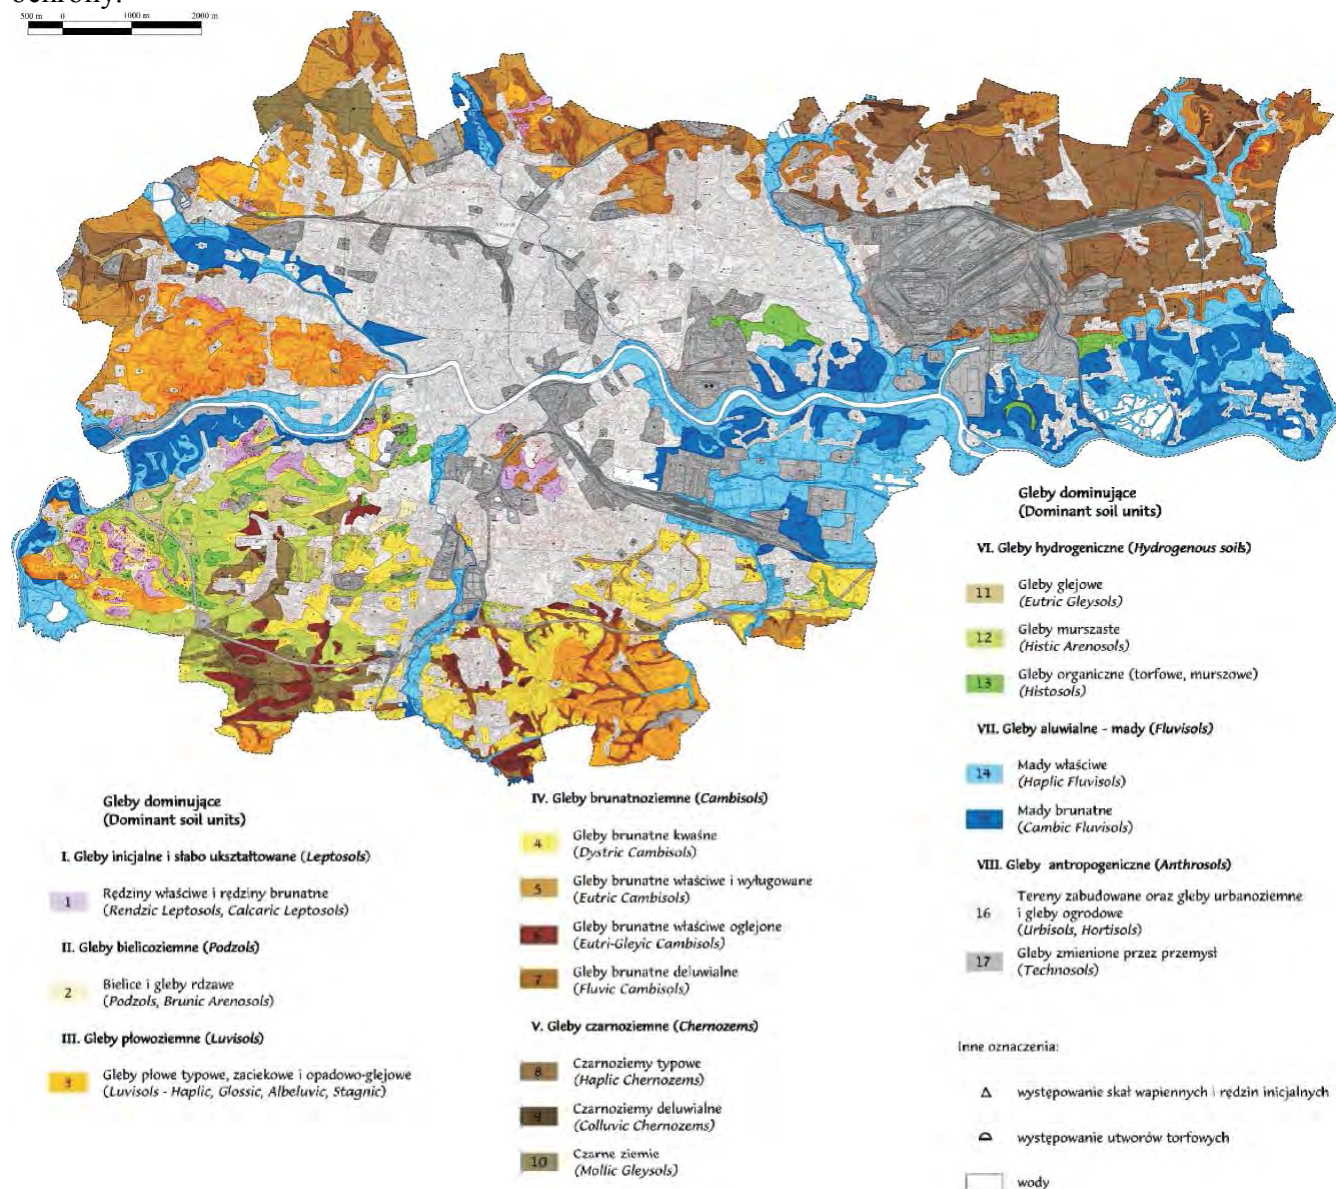 ochrony.
500 m 0 1000 m 2000 m
Gleby dominujące
(Dominant soil units)
I. Gleby inicjalne i słabo ukształtowane (Leptosols)
1 Rędziny właściwe i rędziny brunatne
(Rendzic Leptosols, Calcaric Leptosols)
II. Gleby bielicoziemne (Podzols)
2 Bielice i gleby rdzawe
(Podzols, Brunic Arenosols)
III. Gleby płowoziemne (Luvisols)
3 Gleby płowe typowe, zaciekowe i opadowo-glejowe
(Luvisols - Haplic, Glossic, Albeluvic, Stagnic)
IV. Gleby brunatnoziemne (Cambisols)
4 Gleby brunatne kwaśne
(Dystric Cambisols)
5 Gleby brunatne właściwe i wyługowane
(Eutric Cambisols)
6 Gleby brunatne właściwe oglejone
(Eutri-Gleyic Cambisols)
7 Gleby brunatne deluwialne
(Fluvic Cambisols)
V. Gleby czarnoziemne (Chernozems)
8 Czarnoziemy typowe
(Haplic Chernozems)
9 Czarnoziemy deluwialne
(Colluvic Chernozems)
10 Czarne ziemie
(Mollic Gleysols)
Gleby dominujące
(Dominant soil units)
VI. Gleby hydrogeniczne (Hydrogenous soils)
11 Gleby glejowe
(Eutric Gleysols)
12 Gleby murszaste
(Histic Arenosols)
13 Gleby organiczne (torfowe, murszowe)
(Histosols)
VII. Gleby aluwialne - mady (Fluvisols)
14 Mady właściwe
(Haplic Fluvisols)
Mady brunatne
(Cambic Fluvisols)
VIII. Gleby antropogeniczne (Anthrosols)
16 Tereny zabudowane oraz gleby urbanoziemne
i gleby ogrodowe
(Urbisols, Hortisols)
17 Gleby zmienione przez przemysł
(Technosols)
Inne oznaczenia:
występowanie skał wapiennych i rędzin inicjalnych
występowanie utworów torfowych
wody